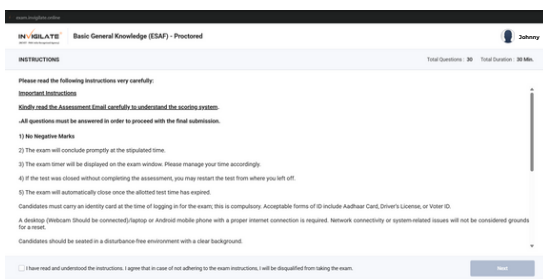 exam.invigilate.online
INVIGILATE
Basic General Knowledge (ESAF) - Proctored
Johnny
INSTRUCTIONS
Total Questions : 30 Total Duration : 30 Min.
Please read the following Instructions very carefully:
Important Instructions
Kindly read the Assessment Email carefully to understand the scoring system.
.All questions must be answered in order to proceed with the final submission.
1) No Negative Marks
2) The exam will conclude promptly at the stipulated time.
3) The exam timer will be displayed on the exam window. Please manage your time accordingly.
4) If the test was closed without completing the assessment, you may restart the test from where you left off.
5) The exam will automatically close once the allotted test time has expired.
Candidates must carry an identity card at the time of logging in for the exam; this is compulsory. Acceptable forms of ID include Aadhaar Card, Driver's License, or Voter ID.
A desktop (Webcam Should be connected)/laptop or Android mobile phone with a proper internet connection is required. Network connectivity or system-related issues will not be considered grounds
for a reset.
Candidates should be seated in a disturbance-free environment with a clear background.
I have read and understood the instructions. I agree that in case of not adhering to the exam instructions, I will be disqualified from taking the exam.
Next